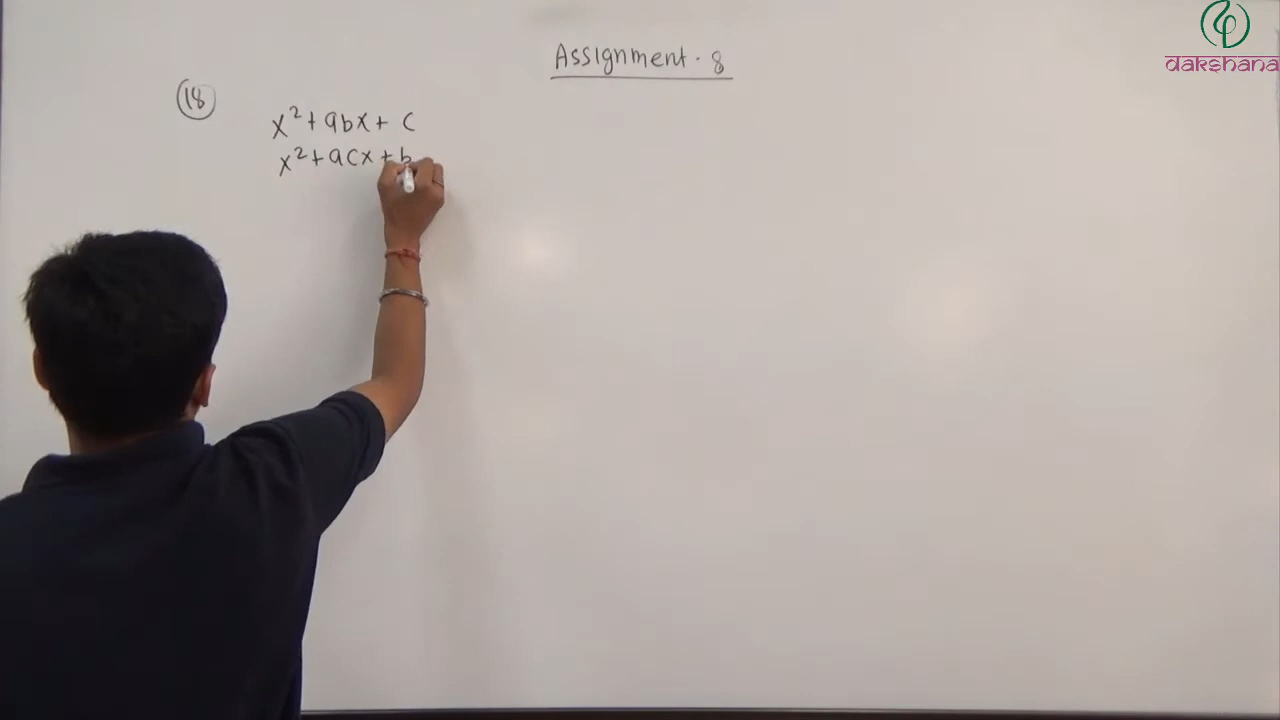 Assignment. 8
dakshana
(18)
x² + abx + c
x² + acx + b